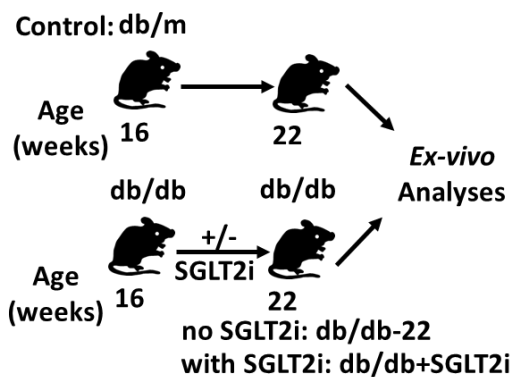 Control: db/m
Age
(weeks)
16
22
Ex-vivo
Analyses
db/db
db/db
+/-
SGLT2i
Age
(weeks)
16
22
no SGLT2i: db/db-22
with SGLT2i: db/db+SGLT2i